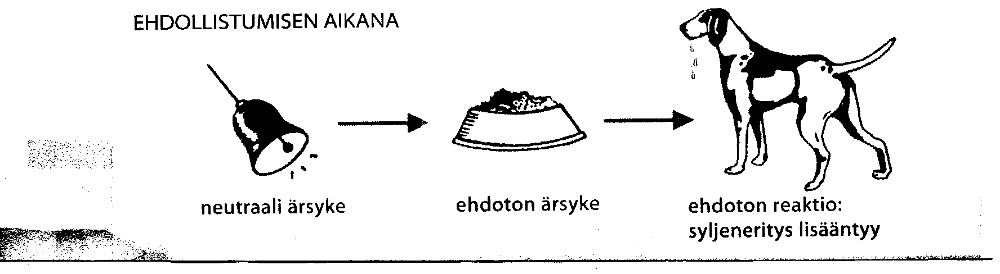 EHDOLLISTUMISEN AIKANA
neutraali ärsyke
ehdoton ärsyke
ehdoton reaktio:
syljeneritys lisääntyy